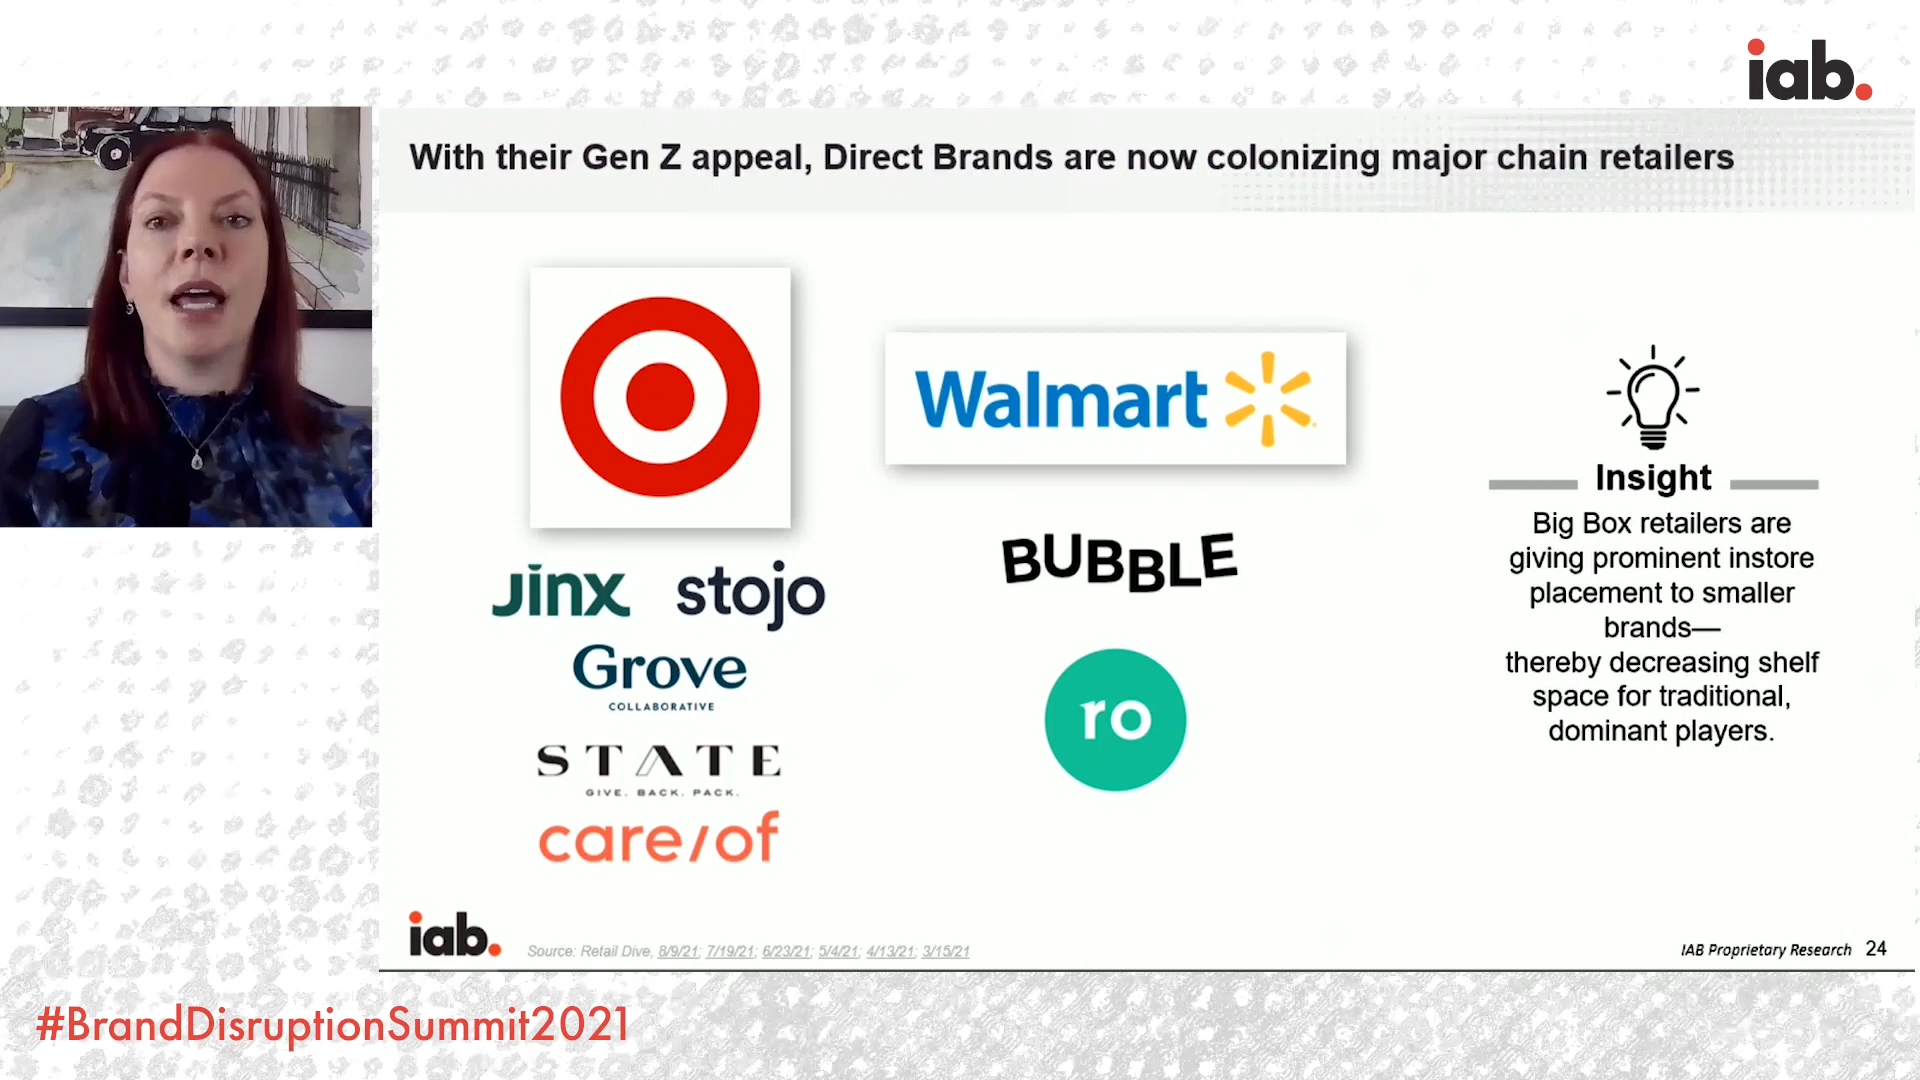 iab.
With their Gen Z appeal, Direct Brands are now colonizing major chain retailers
Walmart
Jinx stojo
Grove
COLLABORATIVE
STATE
GIVE. BACK. PACK.
care/of
BUBBLE
ro
Insight
Big Box retailers are
giving prominent instore
placement to smaller
brands—
thereby decreasing shelf
space for traditional,
dominant players.
iab.
Source: Retail Dive, 8/9/21; 7/19/21; 6/23/21; 5/4/21; 4/13/21; 3/15/21
IAB Proprietary Research 24
#BrandDisruptionSummit2021